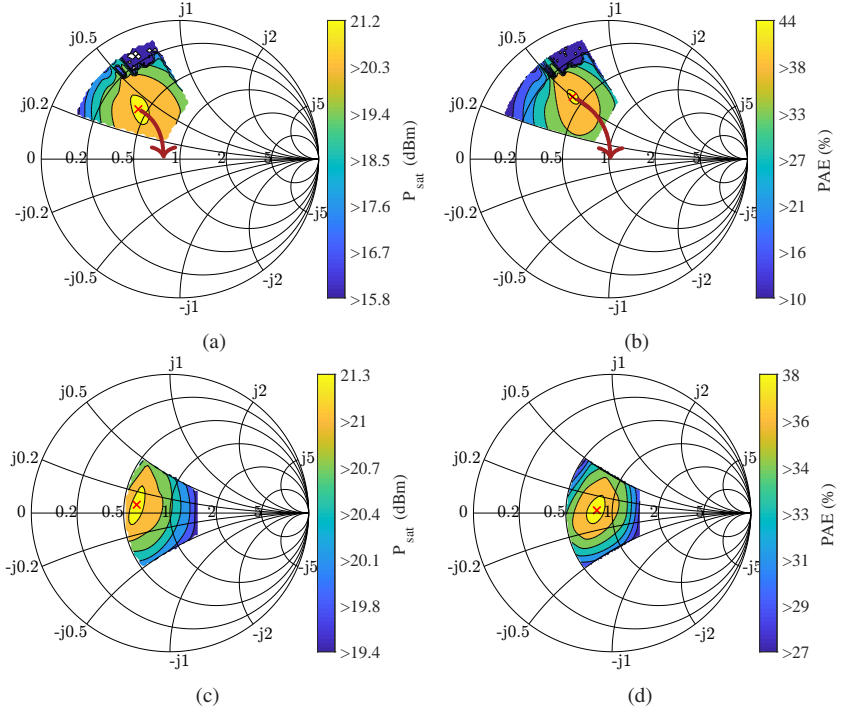 j1
j0.5
j2
j0.2
j5
0
0.2
0.5
1
2
5
-j0.2
-j5
-j0.5
-j2
-j1
21.2
>20.3
>19.4
>18.5
>17.6
>16.7
>15.8
P sat (dBm)
(a)
j1
j0.5
j2
j0.2
j5
0
0.2
0.5
1
2
5
-j0.2
-j5
-j0.5
-j2
-j1
44
>38
>33
>27
>21
>16
>10
PAE (%)
(b)
j1
j0.5
j2
j0.2
j5
0
0.2
0.5
1
2
5
-j0.2
-j5
-j0.5
-j2
-j1
21.3
>21
>20.7
>20.4
>20.1
>19.8
>19.4
P sat (dBm)
(c)
j1
j0.5
j2
j0.2
j5
0
0.2
0.5
1
2
5
-j0.2
-j5
-j0.5
-j2
-j1
38
>36
>34
>33
>31
>29
>27
PAE (%)
(d)